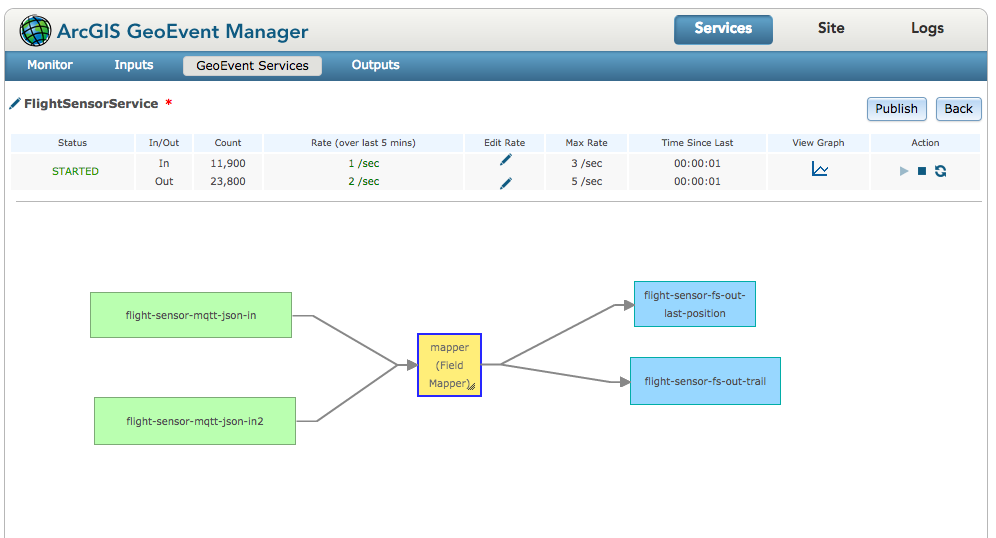 ArcGIS GeoEvent Manager
Services Site Logs
Monitor Inputs GeoEvent Services Outputs
FlightSensorService *
Publish Back
Status In/Out Count Rate (over last 5 mins) Edit Rate Max Rate Time Since Last View Graph Action
STARTED
In 11,900 1 /sec 3 /sec 00:00:01
Out 23,800 2 /sec 5 /sec 00:00:01
flight-sensor-mqtt-json-in
flight-sensor-mqtt-json-in2
mapper
(Field
Mapper)
flight-sensor-fs-out-
last-position
flight-sensor-fs-out-trail